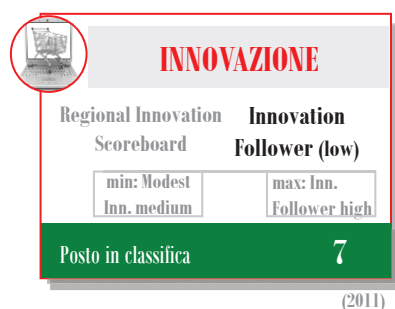 INNOVAZIONE
Regional Innovation Scoreboard
Innovation Follower (low)
min: Modest Inn. medium
max: Inn. Follower high
Posto in classifica 7
(2011)